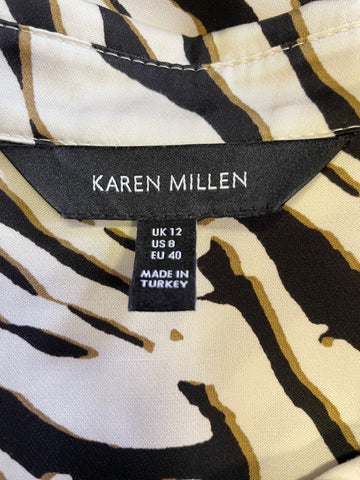 KAREN MILLEN
UK 12
US 8
EU 40
MADE IN
TURKEY